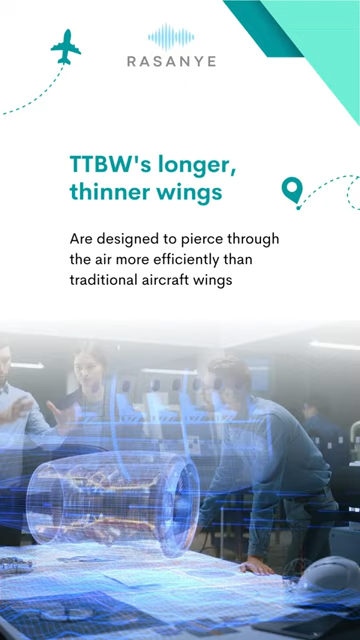 RASANYE
TTBW's longer,
thinner wings
Are designed to pierce through
the air more efficiently than
traditional aircraft wings